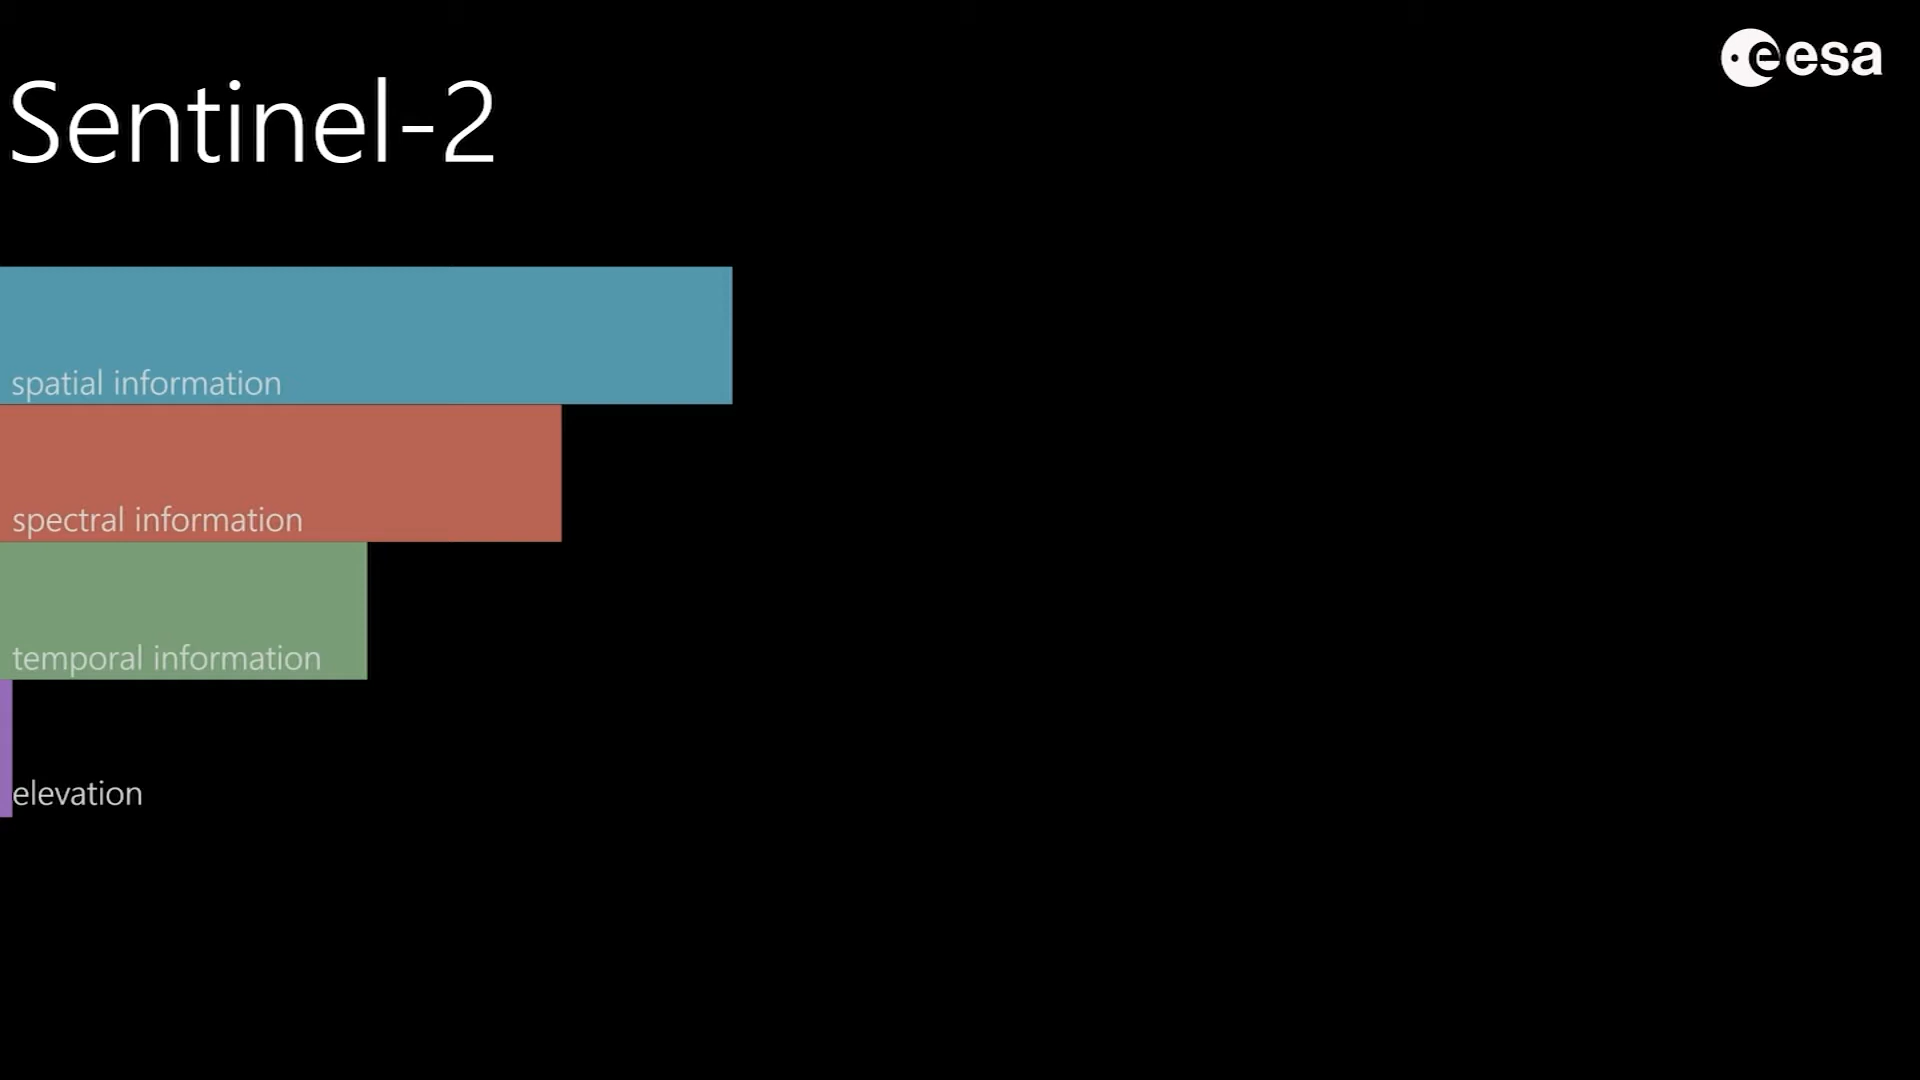 esa
Sentinel-2
spatial information
spectral information
temporal information
elevation